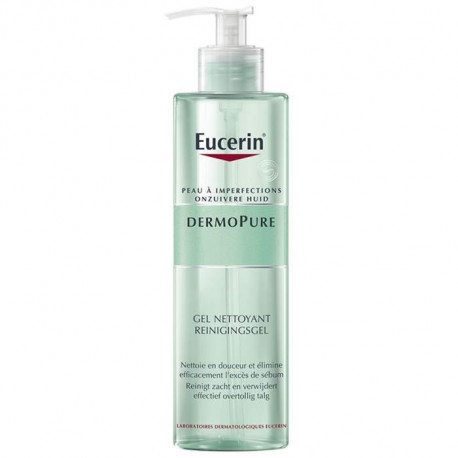 Eucerin®
PEAU À IMPERFECTIONS
ONZUIVERE HUID
DERMOPURE
GEL NETTOYANT
REINIGINGSGEL
Nettoie en douceur et élimine
efficacement l'excès de sébum
Reinigt zacht en verwijdert
effectief overtollig talg
LABORATOIRES DERMATOLOGIQUES EUCERIN